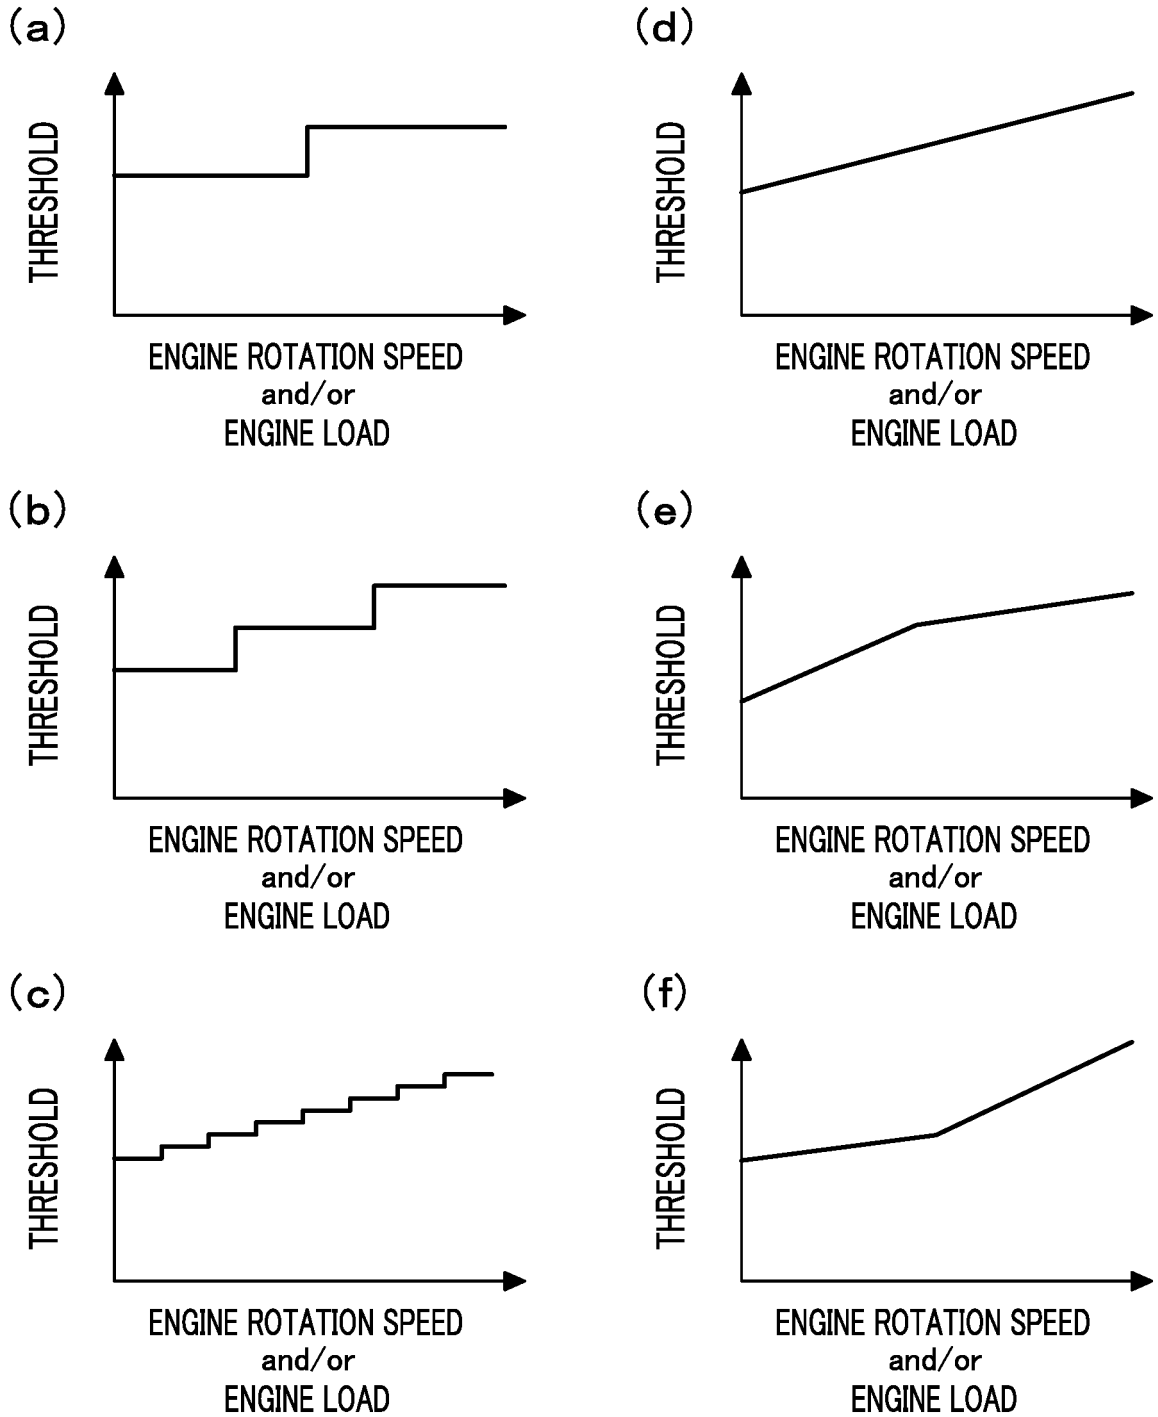 (a)
THRESHOLD
ENGINE ROTATION SPEED
and/or
ENGINE LOAD
(b)
THRESHOLD
ENGINE ROTATION SPEED
and/or
ENGINE LOAD
(c)
THRESHOLD
ENGINE ROTATION SPEED
and/or
ENGINE LOAD
(d)
THRESHOLD
ENGINE ROTATION SPEED
and/or
ENGINE LOAD
(e)
THRESHOLD
ENGINE ROTATION SPEED
and/or
ENGINE LOAD
(f)
THRESHOLD
ENGINE ROTATION SPEED
and/or
ENGINE LOAD